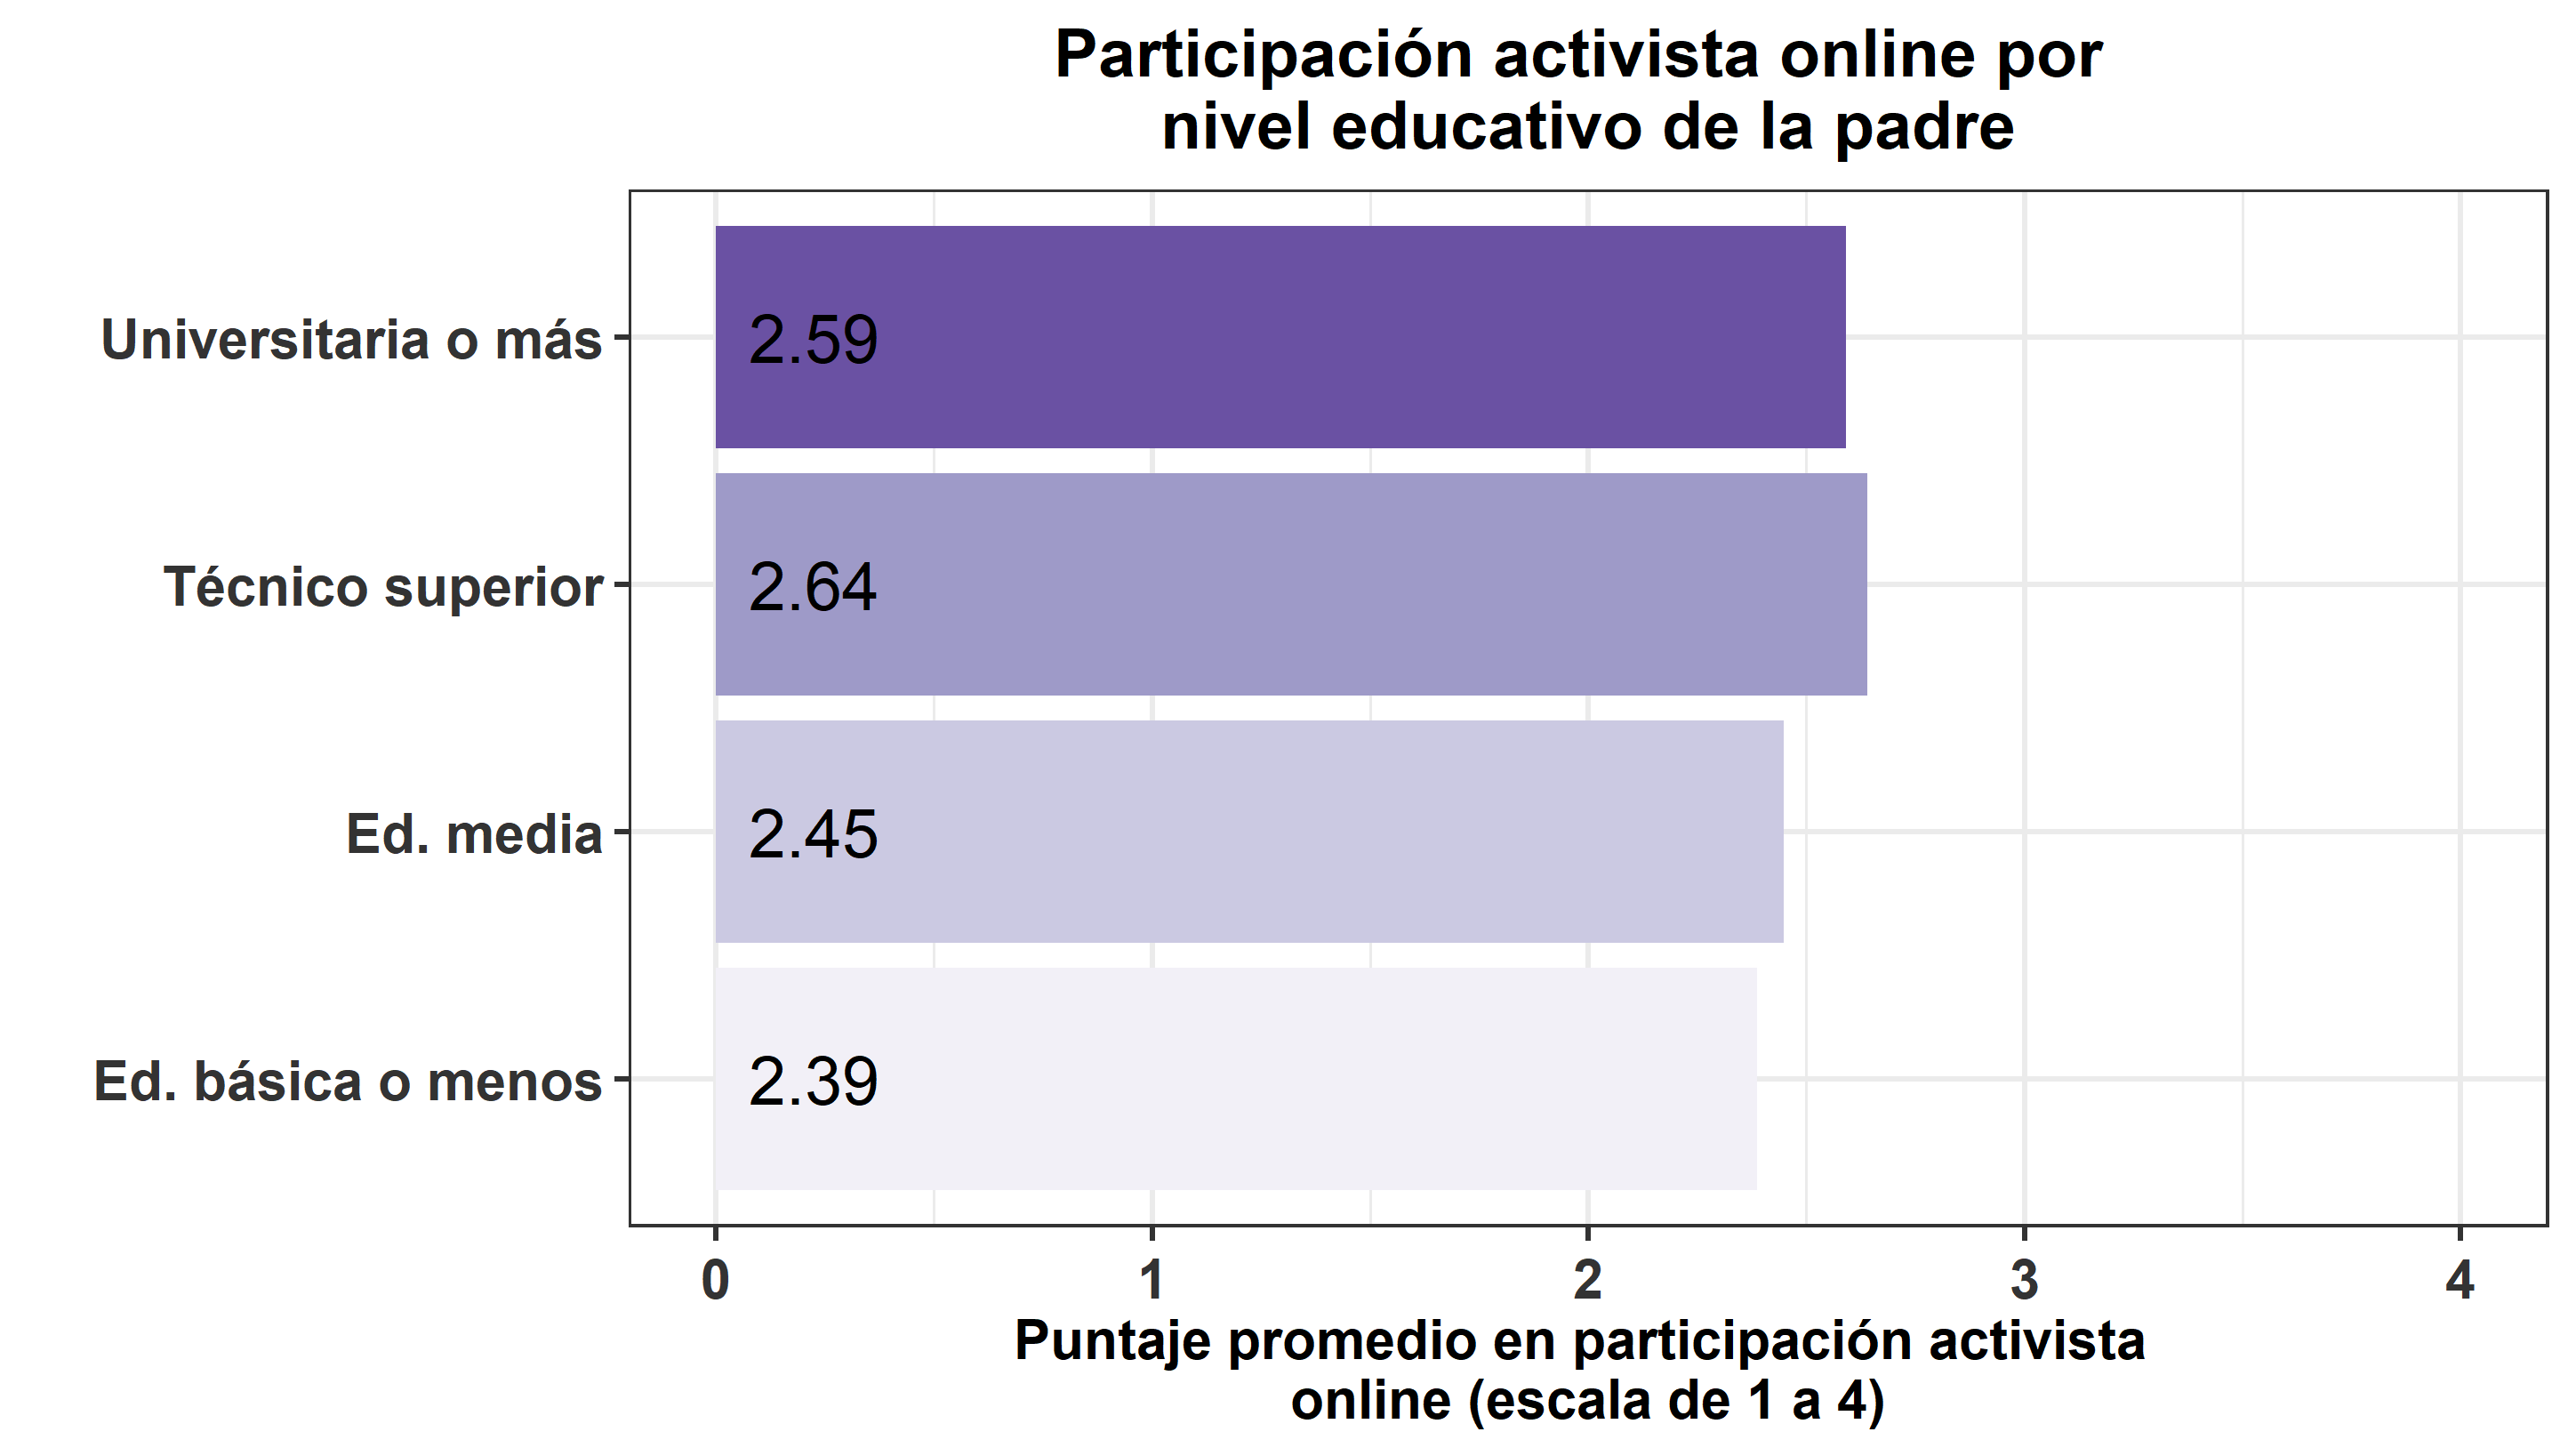 Participación activista online por
nivel educativo de la padre
Universitaria o más
2.59
Técnico superior
2.64
Ed. media
2.45
Ed. básica o menos
2.39
0 1 2 3 4
Puntaje promedio en participación activista
online (escala de 1 a 4)